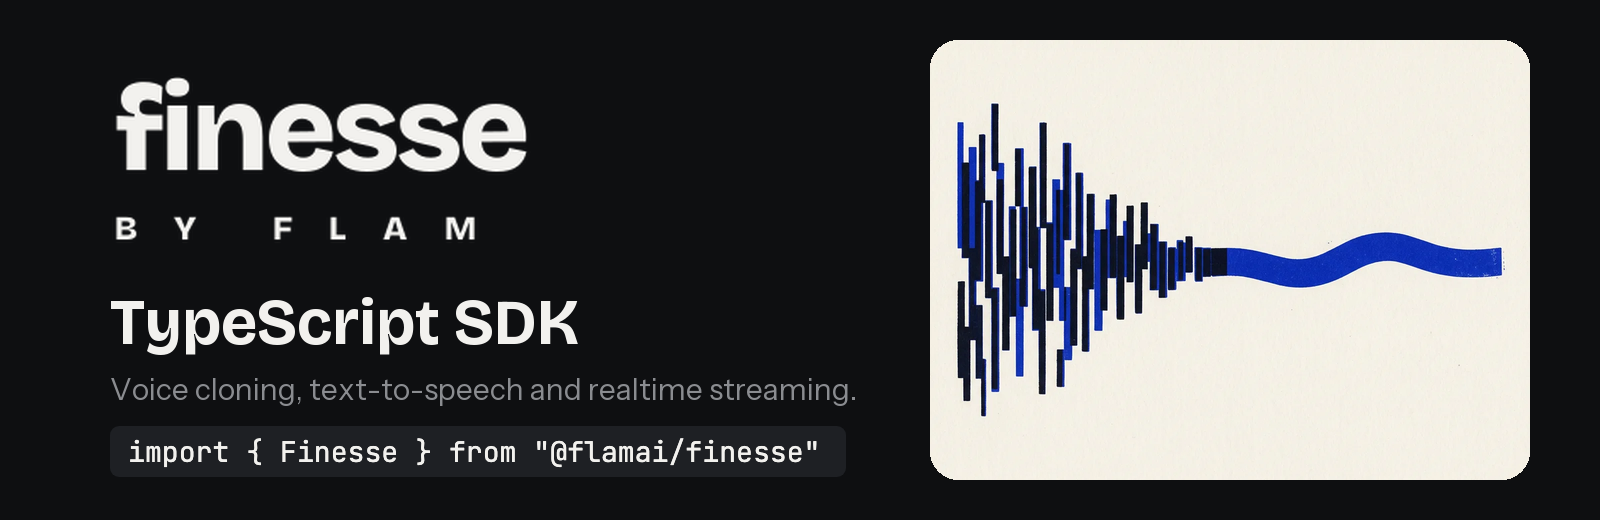 finesse
BY FLAM
TypeScript SDK
Voice cloning, text-to-speech and realtime streaming.
import { Finesse } from "@flamai/finesse"